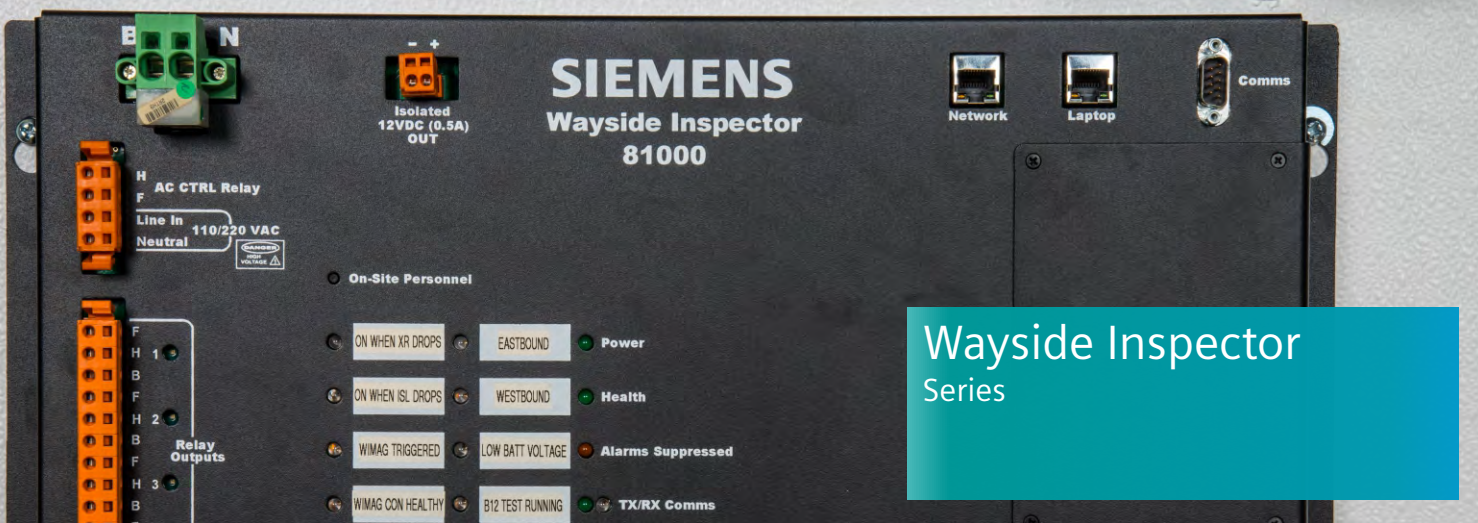 B N
- +
Isolated
12VDC (0.5A)
OUT
SIEMENS
Wayside Inspector
81000
Network
Laptop
Comms
H
AC CTRL Relay
F
Line In
110/220 VAC
Neutral
DANGER
HIGH
VOLTAGE
On-Site Personnel
F
H 1
B
F
H 2
B
F
H 3
B
Relay
Outputs
ON WHEN XR DROPS
EASTBOUND
Power
ON WHEN ISL DROPS
WESTBOUND
Health
WIMAG TRIGGERED
LOW BATT VOLTAGE
Alarms Suppressed
WIMAG CON HEALTHY
B12 TEST RUNNING
TX/RX Comms
Wayside Inspector
Series